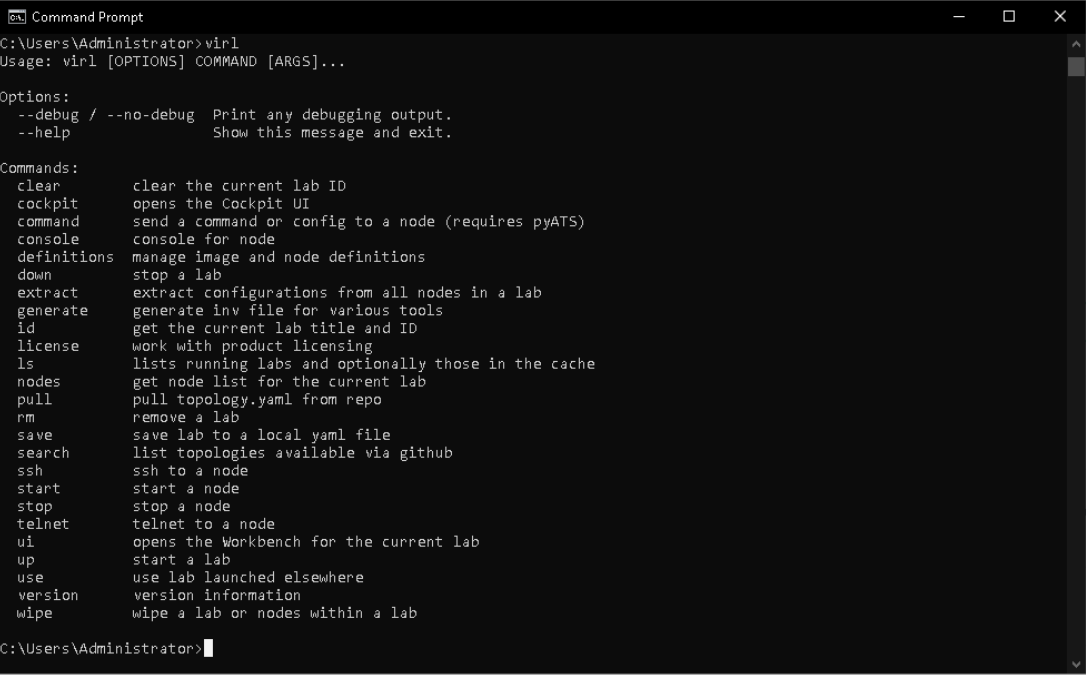 Command Prompt
C:\Users\Administrator>virl
Usage: virl [OPTIONS] COMMAND [ARGS]...

Options:
  --debug / --no-debug  Print any debugging output.
  --help                Show this message and exit.

Commands:
  clear        clear the current lab ID
  cockpit      opens the Cockpit UI
  command      send a command or config to a node (requires pyATS)
  console      console for node
  definitions  manage image and node definitions
  down         stop a lab
  extract      extract configurations from all nodes in a lab
  generate     generate inv file for various tools
  id           get the current lab title and ID
  license      work with product licensing
  ls           lists running labs and optionally those in the cache
  nodes        get node list for the current lab
  pull         pull topology.yaml from repo
  rm           remove a lab
  save         save lab to a local yaml file
  search       list topologies available via github
  ssh          ssh to a node
  start        start a node
  stop         stop a node
  telnet       telnet to a node
  ui           opens the Workbench for the current lab
  up           start a lab
  use          use lab launched elsewhere
  version      version information
  wipe         wipe a lab or nodes within a lab

C:\Users\Administrator>